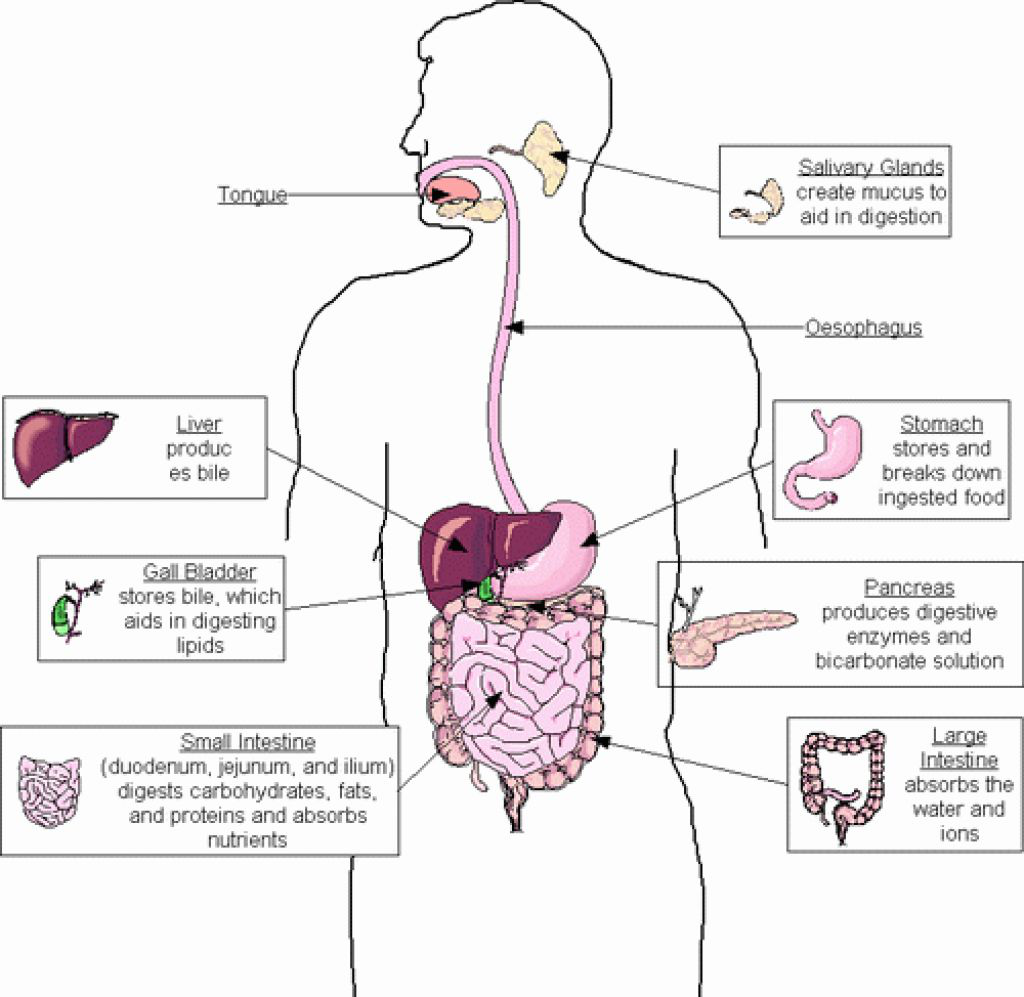 Salivary Glands
create mucus to
aid in digestion
Tongue
Oesophagus
Liver
produc
es bile
Stomach
stores and
breaks down
ingested food
Gall Bladder
stores bile, which
aids in digesting
lipids
Pancreas
produces digestive
enzymes and
bicarbonate solution
Small Intestine
(duodenum, jejunum, and ilium)
digests carbohydrates, fats,
and proteins and absorbs
nutrients
Large
Intestine
absorbs the
water and
ions